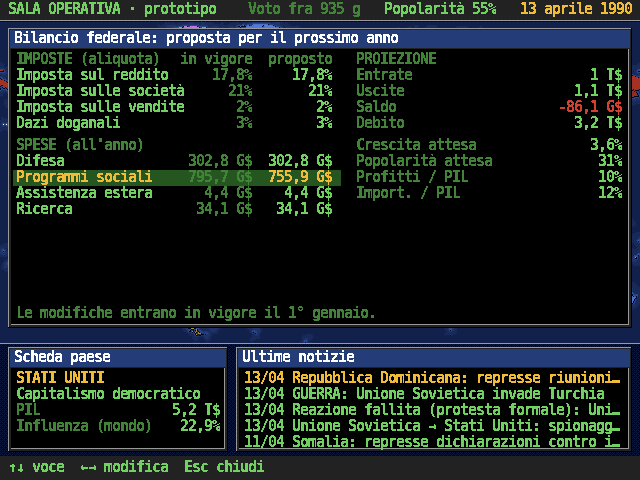 SALA OPERATIVA · prototipo Voto fra 935 g Popolarità 55% 13 aprile 1990
Bilancio federale: proposta per il prossimo anno
IMPOSTE (aliquota) in vigore proposto PROIEZIONE
Imposta sul reddito 17,8% 17,8% Entrate 1 T$
Imposta sulle società 21% 21% Uscite 1,1 T$
Imposta sulle vendite 2% 2% Saldo -86,1 G$
Dazi doganali 3% 3% Debito 3,2 T$
SPESE (all'anno) Crescita attesa 3,6%
Difesa 302,8 G$ 302,8 G$ Popolarità attesa 31%
Programmi sociali 795,7 G$ 755,9 G$ Profitti / PIL 10%
Assistenza estera 4,4 G$ 4,4 G$ Import. / PIL 12%
Ricerca 34,1 G$ 34,1 G$
Le modifiche entrano in vigore il 1° gennaio.
Scheda paese
STATI UNITI
Capitalismo democratico
PIL 5,2 T$
Influenza (mondo) 22,9%
Ultime notizie
13/04 Repubblica Dominicana: represse riunioni…
13/04 GUERRA: Unione Sovietica invade Turchia
13/04 Reazione fallita (protesta formale): Uni…
13/04 Unione Sovietica → Stati Uniti: spionagg…
11/04 Somalia: represse dichiarazioni contro i…
↑↓ voce ←→ modifica Esc chiudi